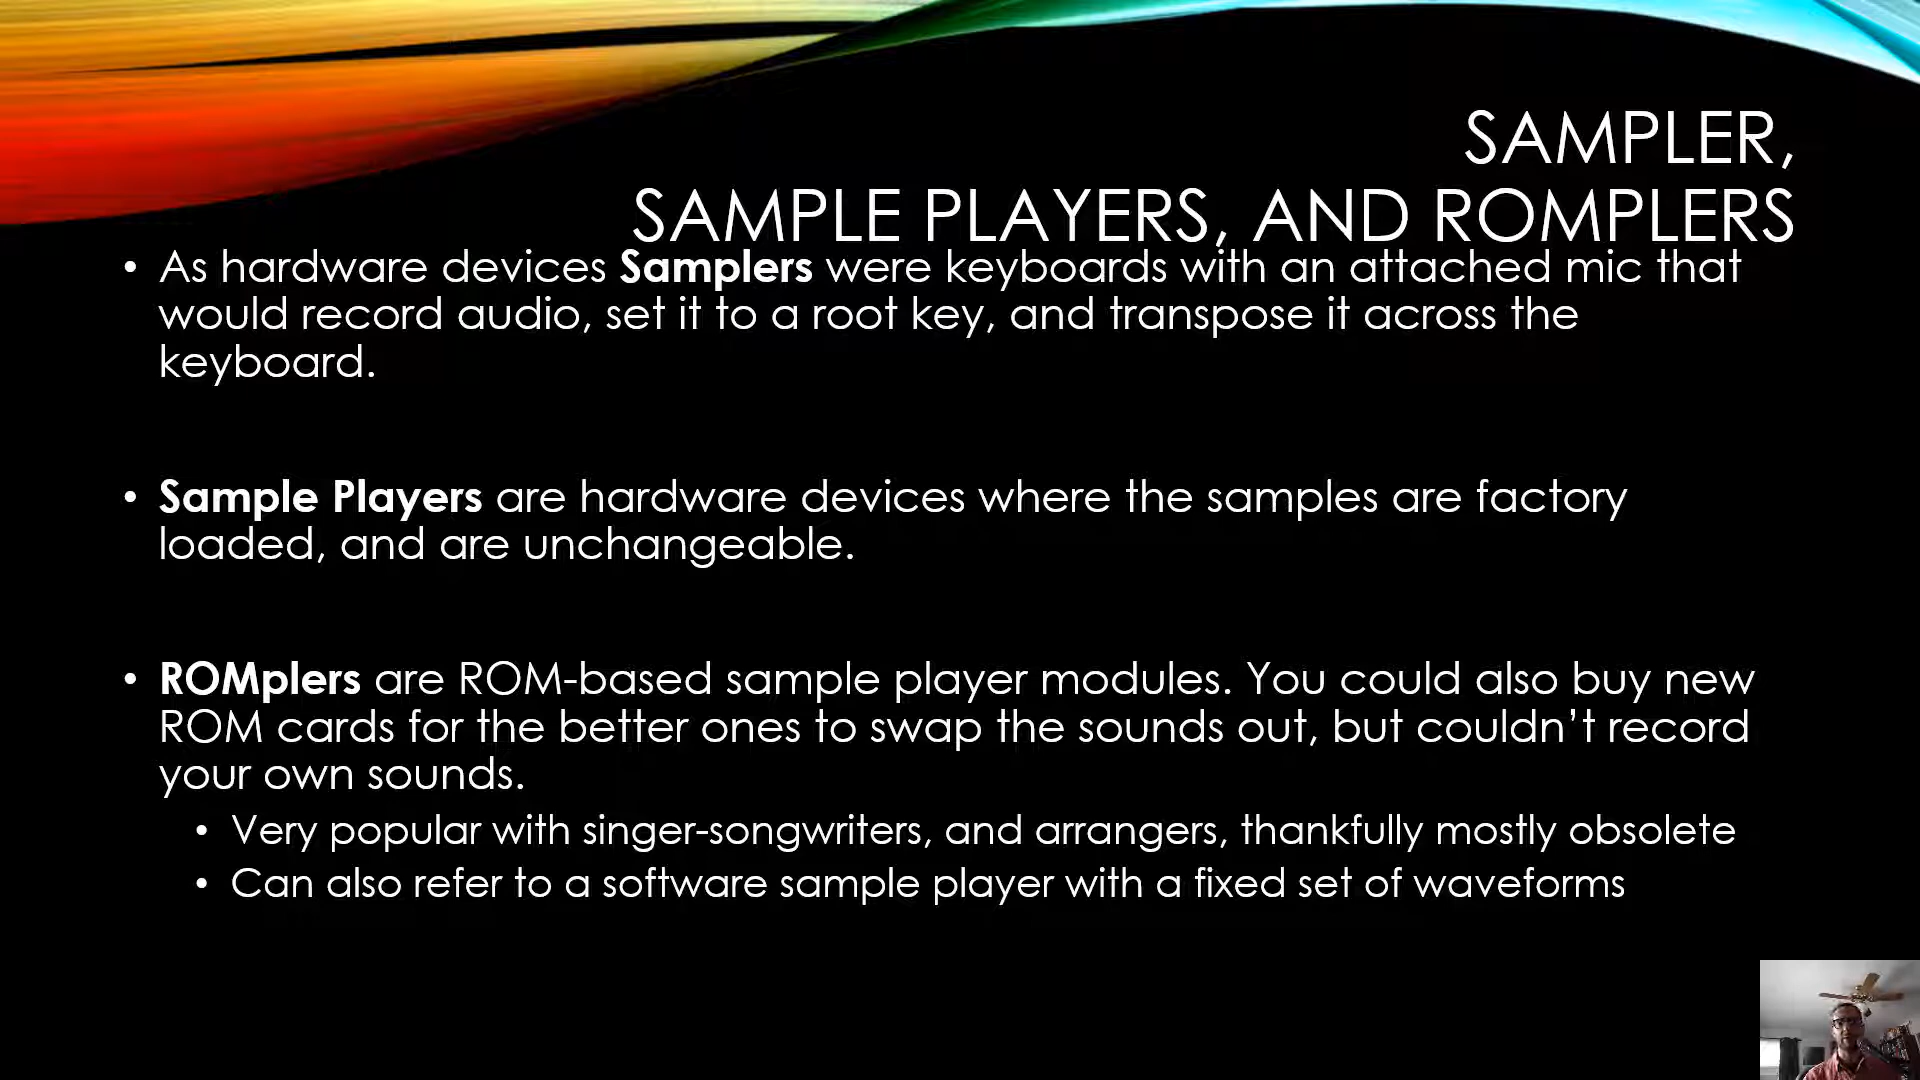 SAMPLER,
SAMPLE PLAYERS, AND ROMPLERS
• As hardware devices Samplers were keyboards with an attached mic that
would record audio, set it to a root key, and transpose it across the
keyboard.
• Sample Players are hardware devices where the samples are factory
loaded, and are unchangeable.
• ROMplers are ROM-based sample player modules. You could also buy new
ROM cards for the better ones to swap the sounds out, but couldn’t record
your own sounds.
• Very popular with singer-songwriters, and arrangers, thankfully mostly obsolete
• Can also refer to a software sample player with a fixed set of waveforms